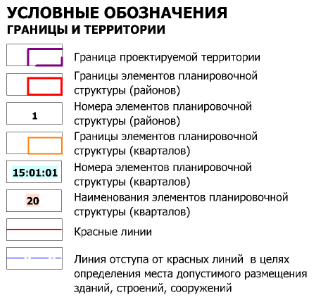 УСЛОВНЫЕ ОБОЗНАЧЕНИЯ
ГРАНИЦЫ И ТЕРРИТОРИИ
Граница проектируемой территории
Границы элементов планировочной
структуры (районов)
1
Номера элементов планировочной
структуры (районов)
Границы элементов планировочной
структуры (кварталов)
15:01:01
Номера элементов планировочной
структуры (кварталов)
20
Наименования элементов планировочной
структуры (кварталов)
Красные линии
Линия отступа от красных линий в целях
определения места допустимого размещения
зданий, строений, сооружений